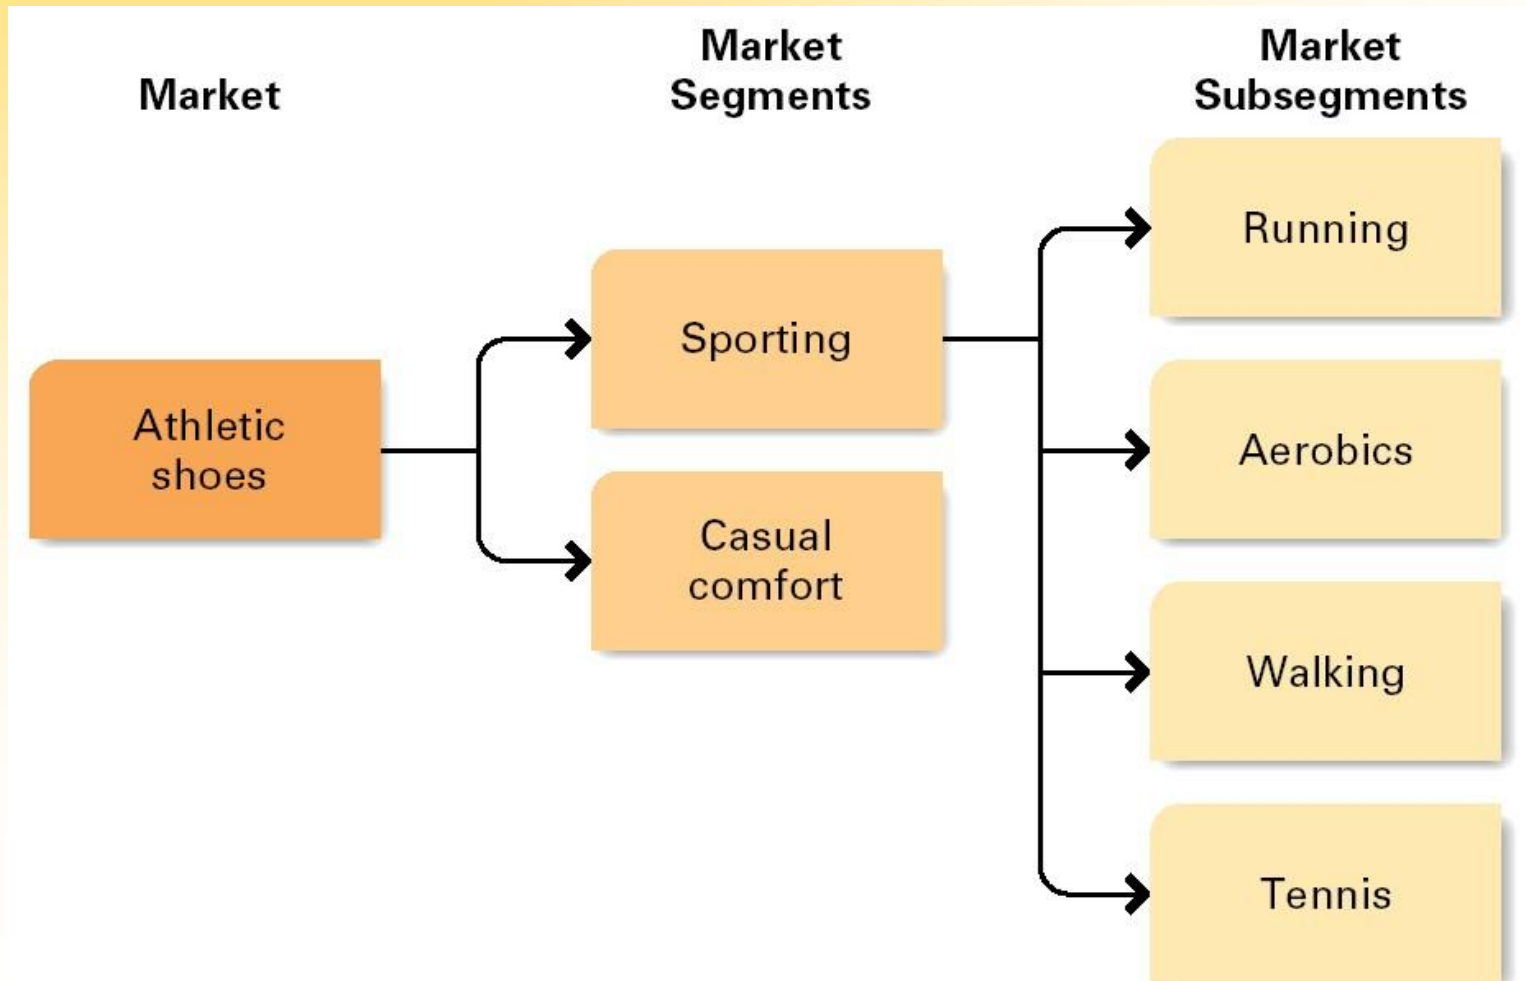 Market
Market
Segments
Market
Subsegments
Athletic
shoes
Sporting
Casual
comfort
Running
Aerobics
Walking
Tennis